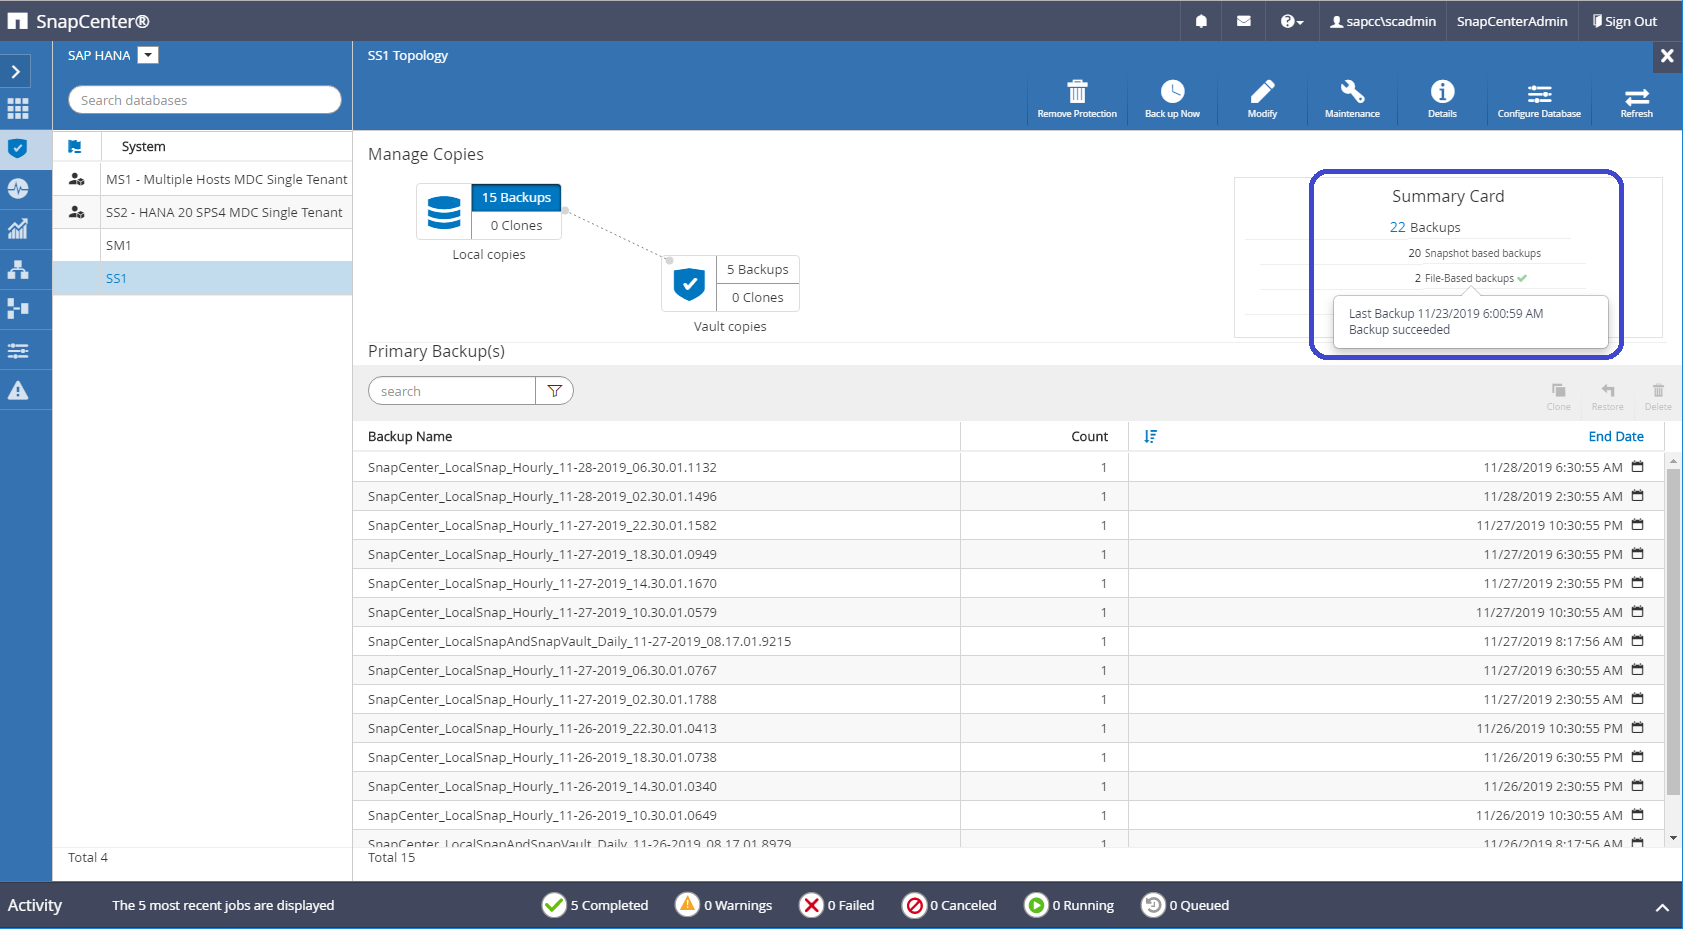 SnapCenter®
sapcc\scadmin
SnapCenterAdmin
Sign Out
SAP HANA
Search databases
System
MS1 - Multiple Hosts MDC Single Tenant
SS2 - HANA 20 SPS4 MDC Single Tenant
SM1
SS1
Total 4
SS1 Topology
Remove Protection
Back up Now
Modify
Maintenance
Details
Configure Database
Refresh
Manage Copies
15 Backups
0 Clones
Local copies
5 Backups
0 Clones
Vault copies
Summary Card
22 Backups
20 Snapshot based backups
2 File-Based backups
Last Backup 11/23/2019 6:00:59 AM
Backup succeeded
Primary Backup(s)
search
Clone
Restore
Delete
Backup Name Count End Date
SnapCenter_LocalSnap_Hourly_11-28-2019_06.30.01.1132 1 11/28/2019 6:30:55 AM
SnapCenter_LocalSnap_Hourly_11-28-2019_02.30.01.1496 1 11/28/2019 2:30:55 AM
SnapCenter_LocalSnap_Hourly_11-27-2019_22.30.01.1582 1 11/27/2019 10:30:55 PM
SnapCenter_LocalSnap_Hourly_11-27-2019_18.30.01.0949 1 11/27/2019 6:30:55 PM
SnapCenter_LocalSnap_Hourly_11-27-2019_14.30.01.1670 1 11/27/2019 2:30:55 PM
SnapCenter_LocalSnap_Hourly_11-27-2019_10.30.01.0579 1 11/27/2019 10:30:55 AM
SnapCenter_LocalSnapAndSnapVault_Daily_11-27-2019_08.17.01.9215 1 11/27/2019 8:17:56 AM
SnapCenter_LocalSnap_Hourly_11-27-2019_06.30.01.0767 1 11/27/2019 6:30:55 AM
SnapCenter_LocalSnap_Hourly_11-27-2019_02.30.01.1788 1 11/27/2019 2:30:55 AM
SnapCenter_LocalSnap_Hourly_11-26-2019_22.30.01.0413 1 11/26/2019 10:30:55 PM
SnapCenter_LocalSnap_Hourly_11-26-2019_18.30.01.0738 1 11/26/2019 6:30:55 PM
SnapCenter_LocalSnap_Hourly_11-26-2019_14.30.01.0340 1 11/26/2019 2:30:55 PM
SnapCenter_LocalSnap_Hourly_11-26-2019_10.30.01.0649 1 11/26/2019 10:30:55 AM
SnapCenter_LocalSnapAndSnapVault_Daily_11-26-2019_08.17.01.8979 1 11/26/2019 8:17:56 AM
Total 15
Activity
The 5 most recent jobs are displayed
5 Completed
0 Warnings
0 Failed
0 Canceled
0 Running
0 Queued